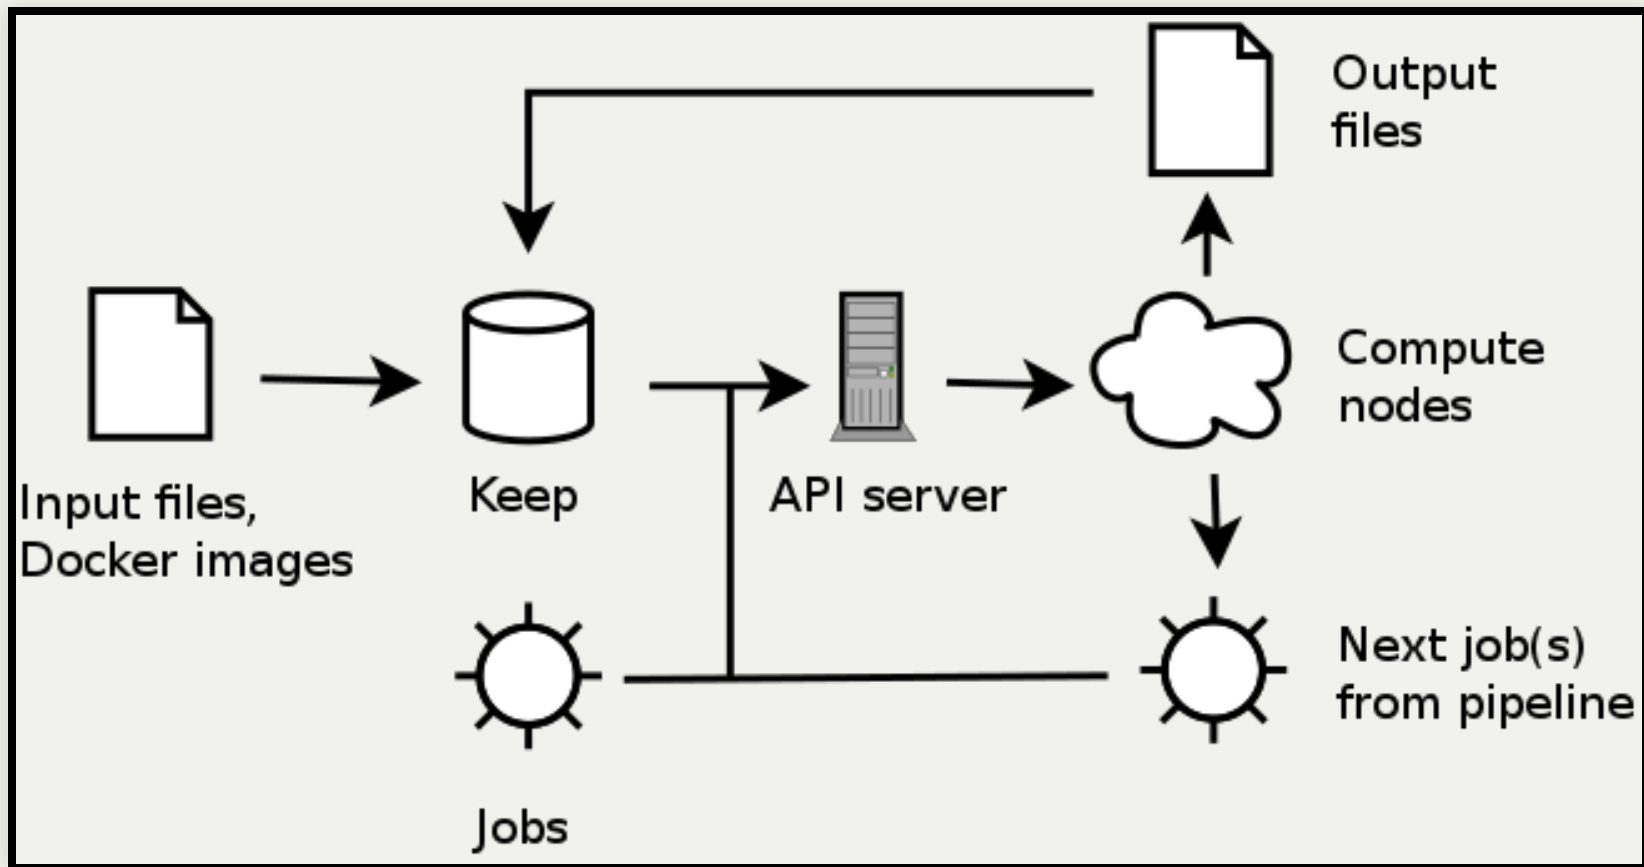 Output
files
Input files,
Docker images
Keep
API server
Compute
nodes
Jobs
Next job(s)
from pipeline